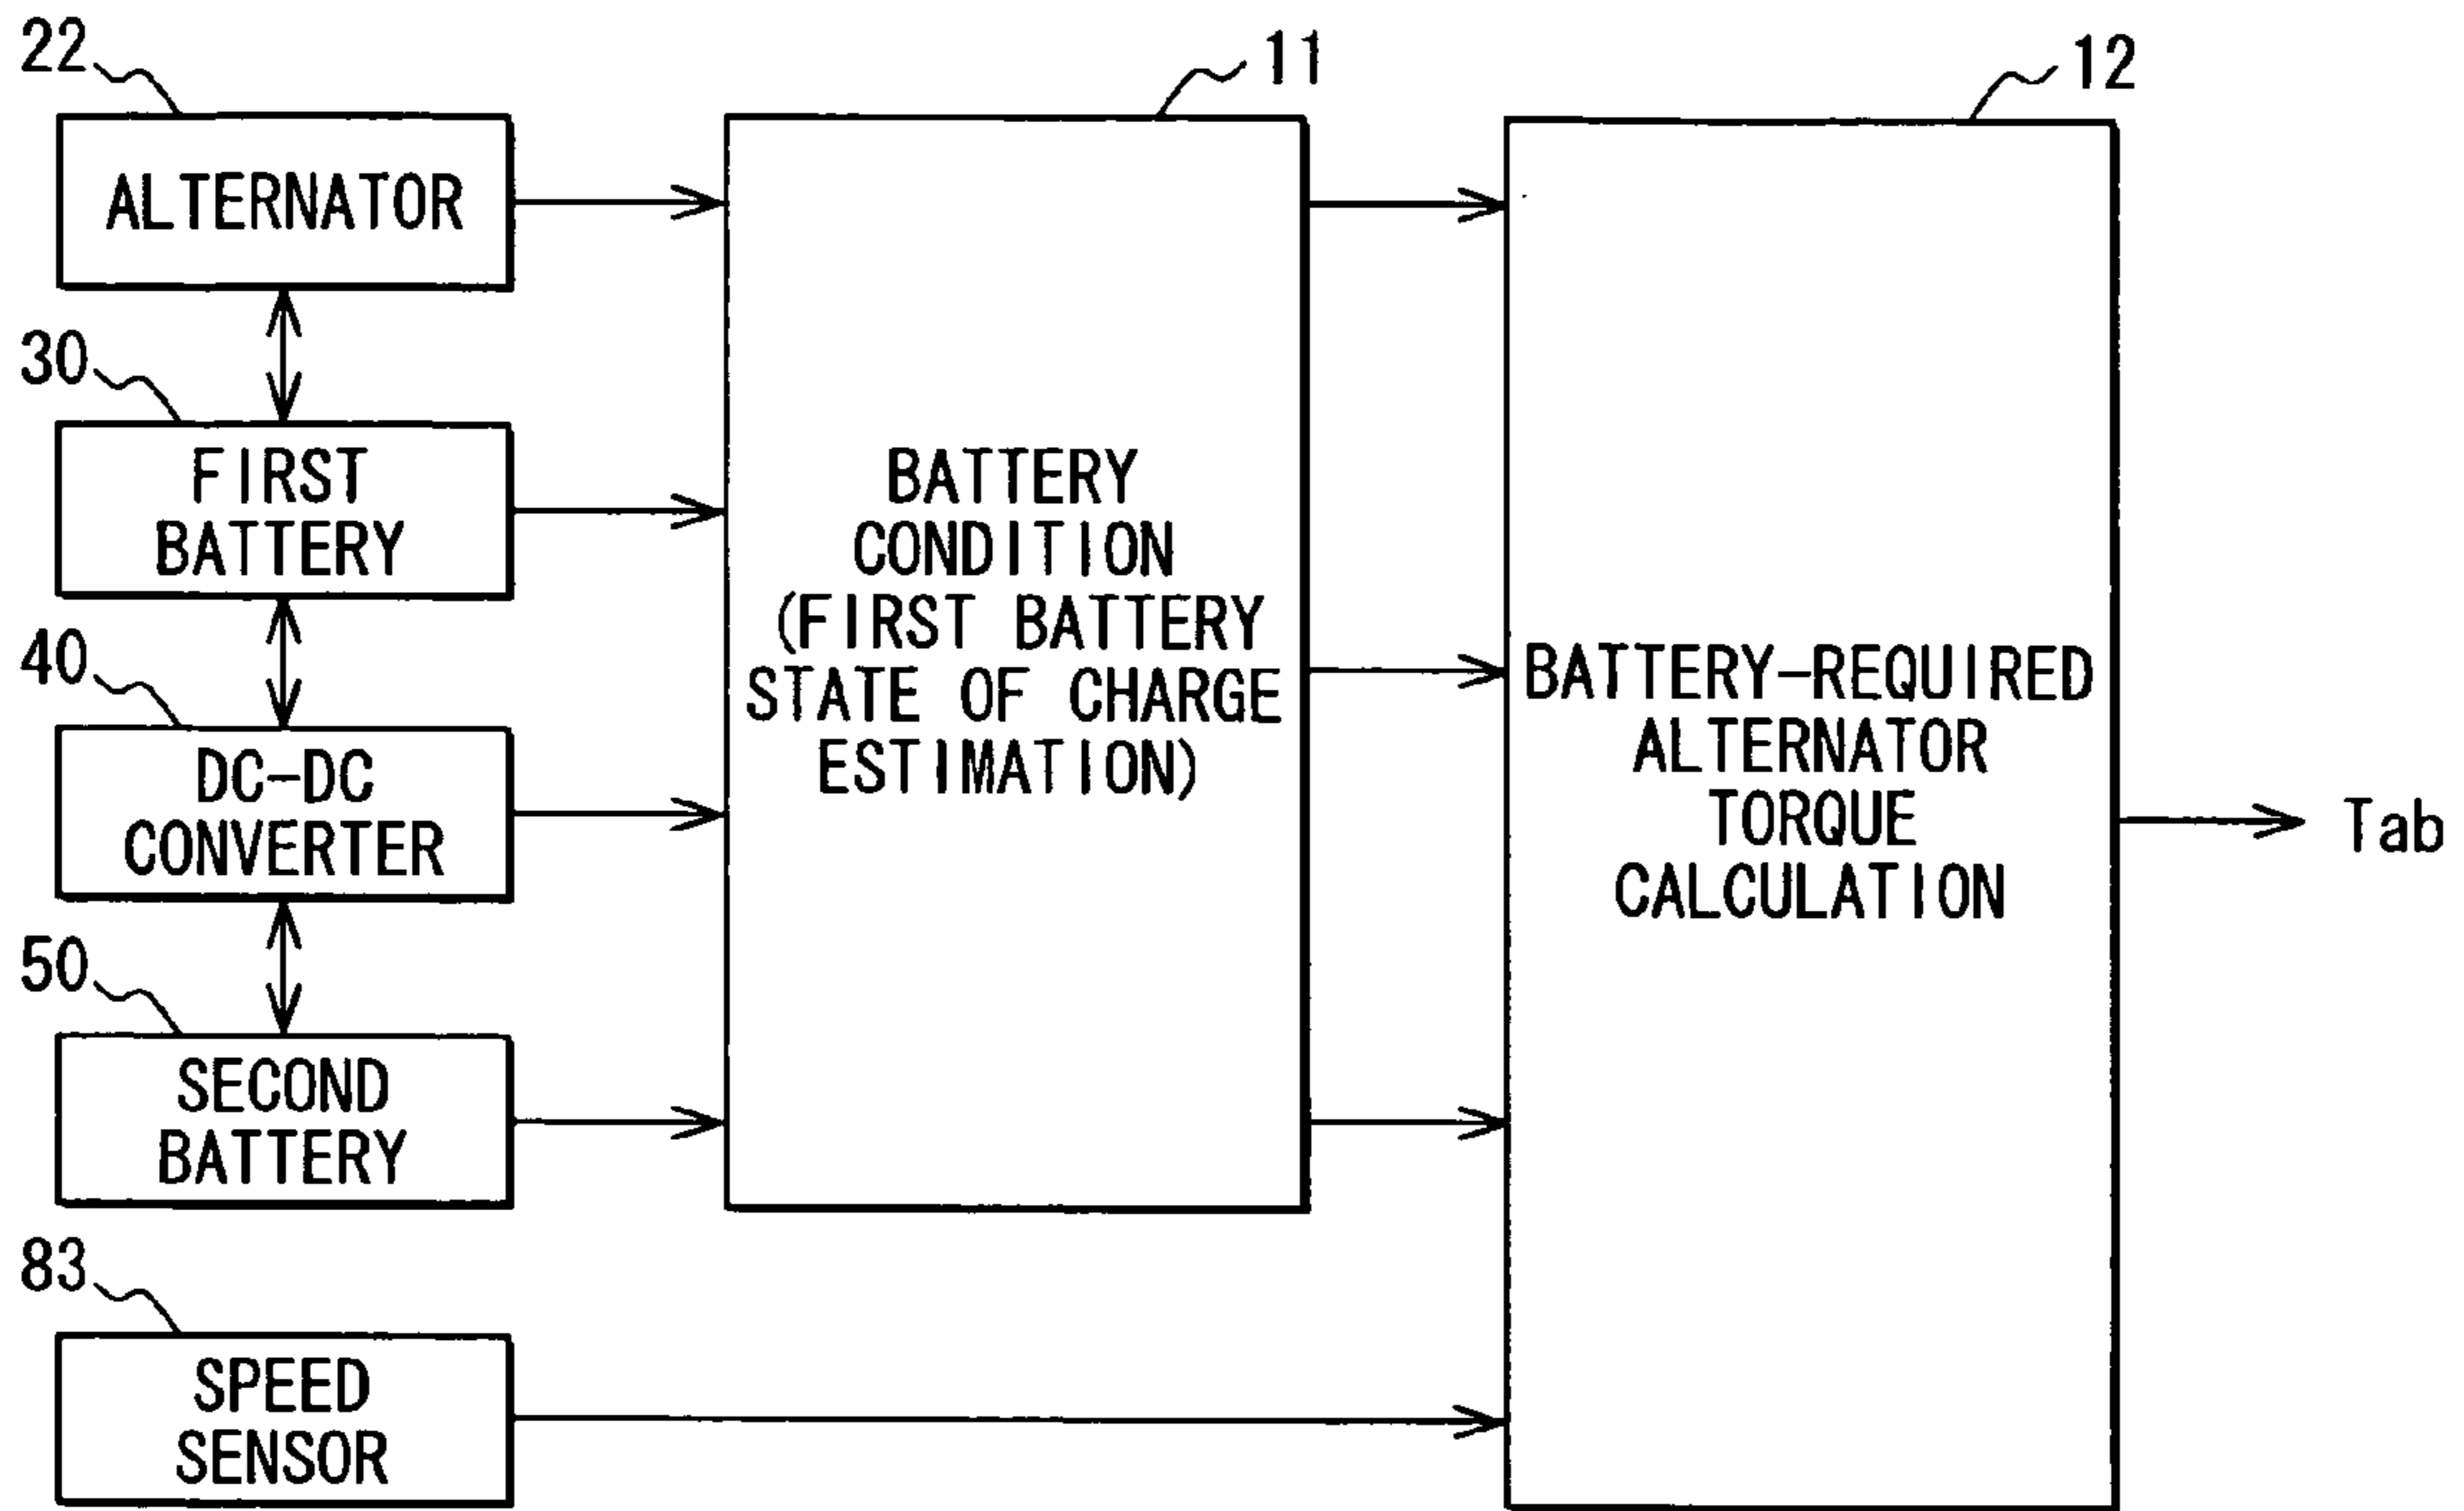 22
ALTERNATOR
30
FIRST
BATTERY
40
DC-DC
CONVERTER
50
SECOND
BATTERY
83
SPEED
SENSOR
11
BATTERY
CONDITION
(FIRST BATTERY
STATE OF CHARGE
ESTIMATION)
12
BATTERY-REQUIRED
ALTERNATOR
TORQUE
CALCULATION
Tab